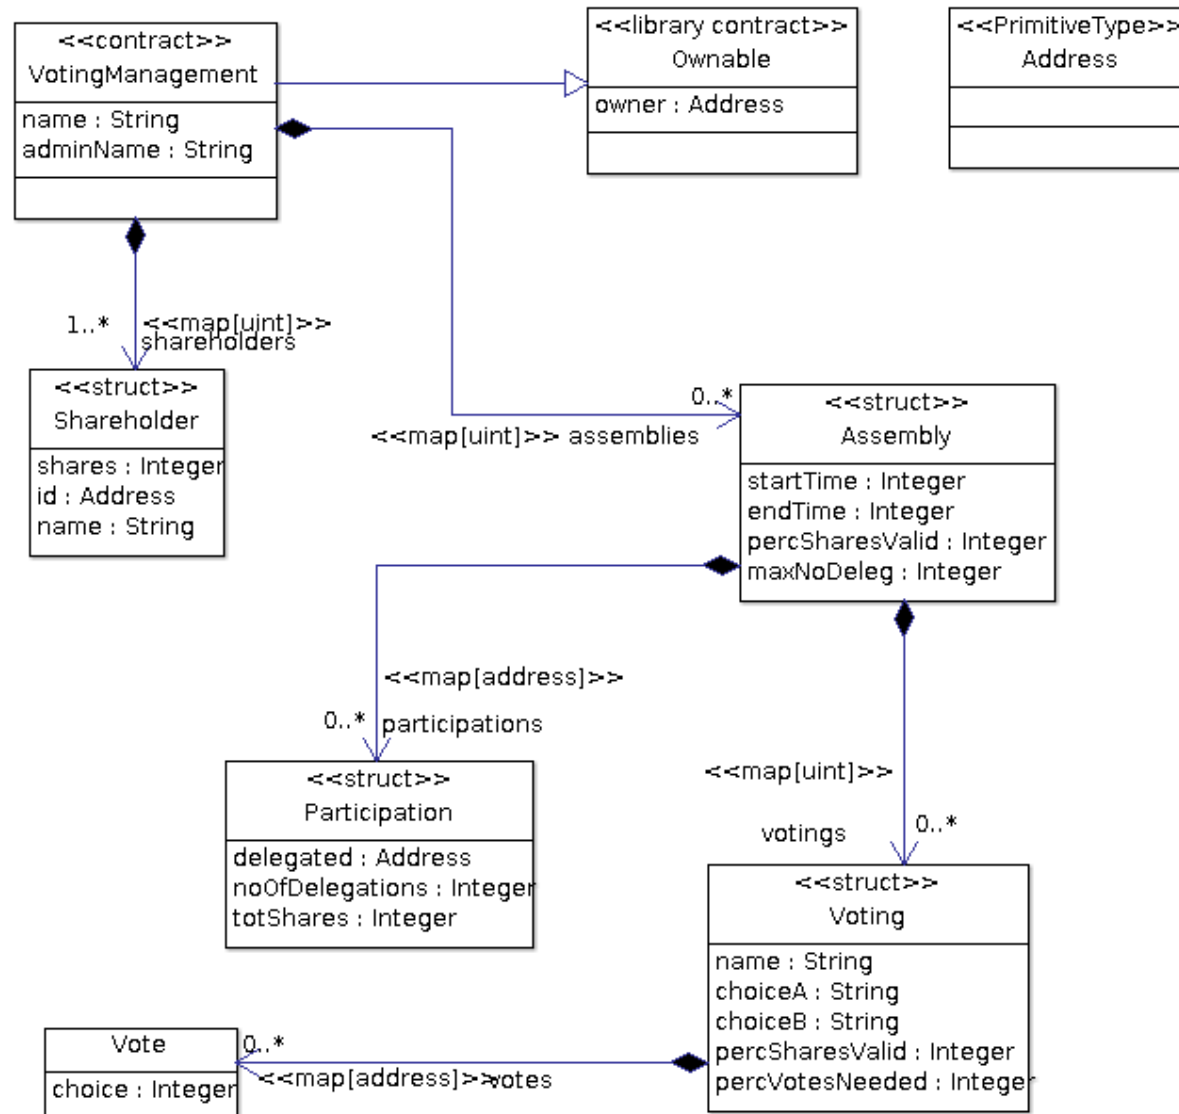 <<contract>>
VotingManagement
name : String
adminName : String
<<library contract>>
Ownable
owner : Address
<<PrimitiveType>>
Address
1..*
<<map[uint]>>
shareholders
<<struct>>
Shareholder
shares : Integer
id : Address
name : String
0..*
<<map[uint]>> assemblies
<<struct>>
Assembly
startTime : Integer
endTime : Integer
percSharesValid : Integer
maxNoDeleg : Integer
<<map[address]>>
0..* participations
<<struct>>
Participation
delegated : Address
noOfDelegations : Integer
totShares : Integer
<<map[uint]>>
0..*
votings
<<struct>>
Voting
name : String
choiceA : String
choiceB : String
percSharesValid : Integer
percVotesNeeded : Integer
0..*
<<map[address]>> votes
Vote
choice : Integer